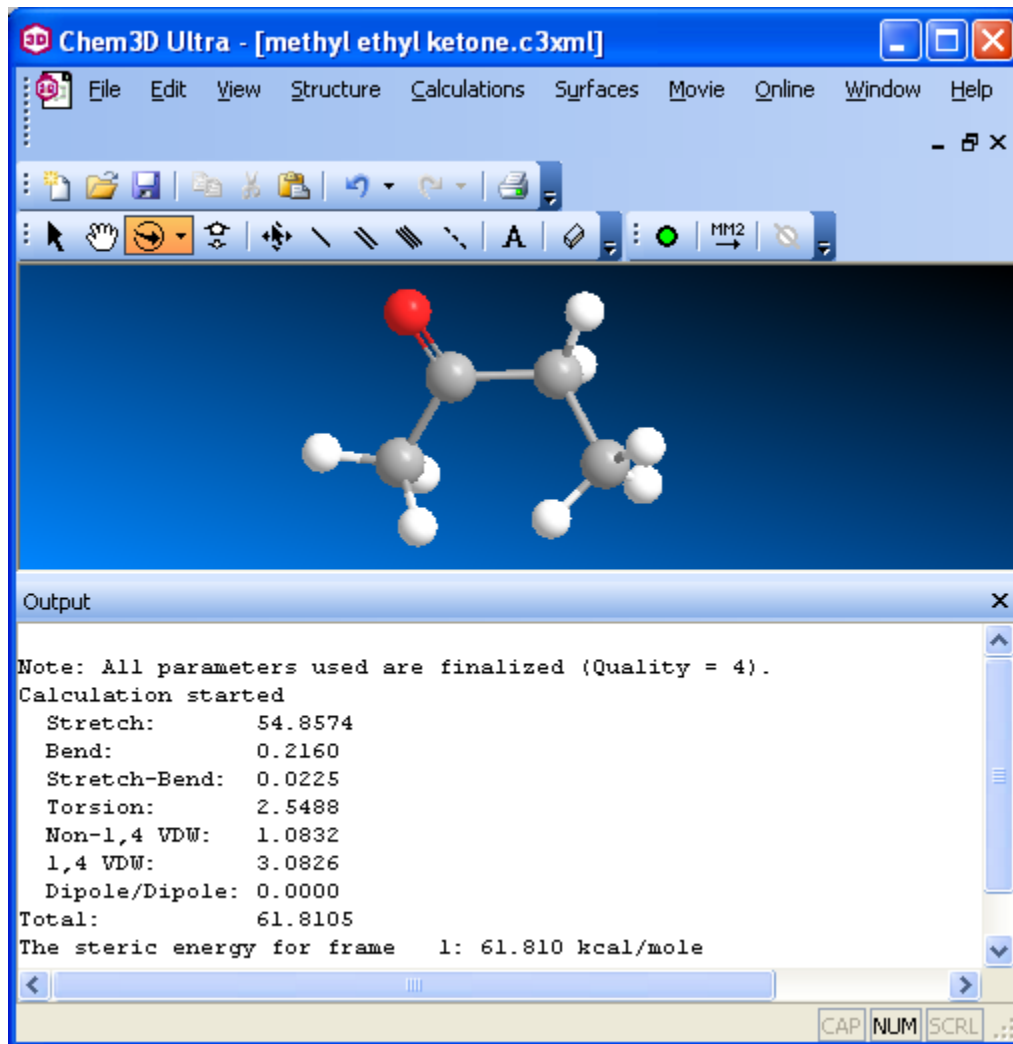 3D Chem3D Ultra - [methyl ethyl ketone.c3xml]
File Edit View Structure Calculations Surfaces Movie Online Window Help
A MM2
Output
Note: All parameters used are finalized (Quality = 4).
Calculation started
Stretch: 54.8574
Bend: 0.2160
Stretch-Bend: 0.0225
Torsion: 2.5488
Non-1,4 VDW: 1.0832
1,4 VDW: 3.0826
Dipole/Dipole: 0.0000
Total: 61.8105
The steric energy for frame 1: 61.810 kcal/mole
CAP NUM SCRL